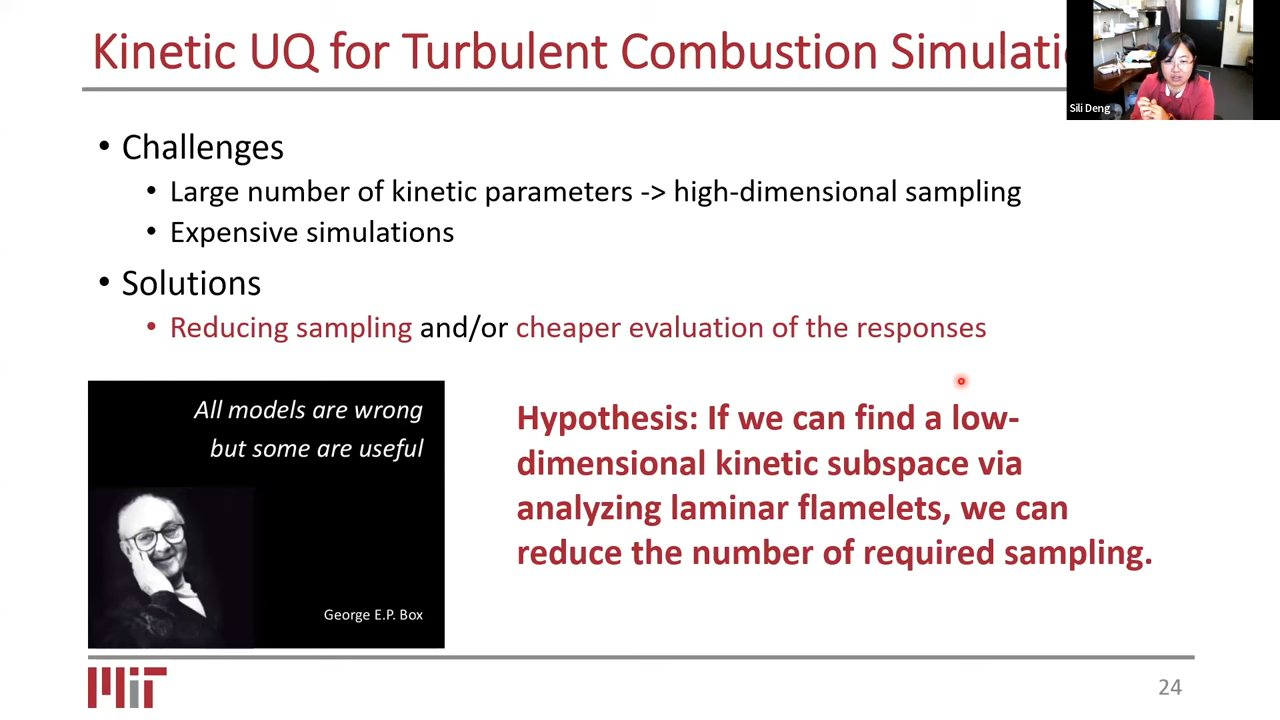 Kinetic UQ for Turbulent Combustion Simulati
Sili Deng
• Challenges
• Large number of kinetic parameters -> high-dimensional sampling
• Expensive simulations
• Solutions
• Reducing sampling and/or cheaper evaluation of the responses
All models are wrong
but some are useful
George E.P. Box
Hypothesis: If we can find a low-
dimensional kinetic subspace via
analyzing laminar flamelets, we can
reduce the number of required sampling.
MIT
24